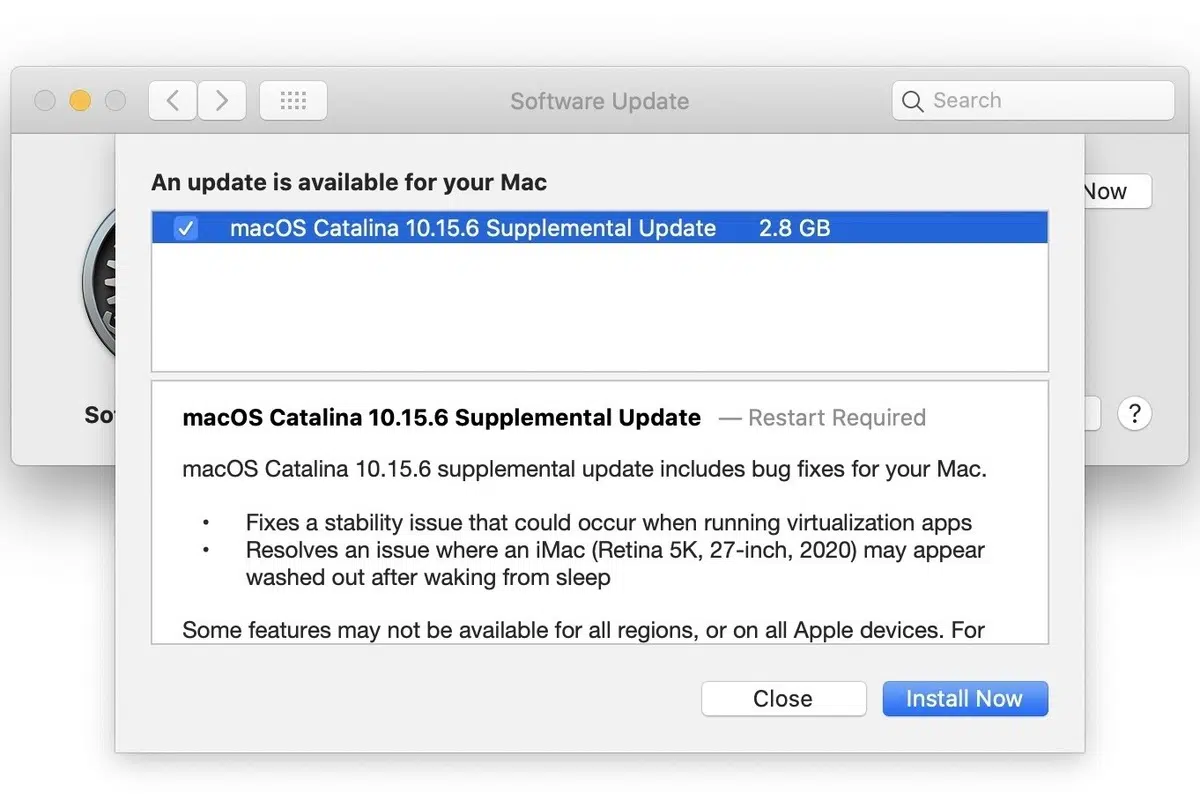 Software Update
Search
An update is available for your Mac
Now
macOS Catalina 10.15.6 Supplemental Update 2.8 GB
macOS Catalina 10.15.6 Supplemental Update — Restart Required
?
macOS Catalina 10.15.6 supplemental update includes bug fixes for your Mac.
• Fixes a stability issue that could occur when running virtualization apps
• Resolves an issue where an iMac (Retina 5K, 27-inch, 2020) may appear
washed out after waking from sleep
Some features may not be available for all regions, or on all Apple devices. For
Close
Install Now